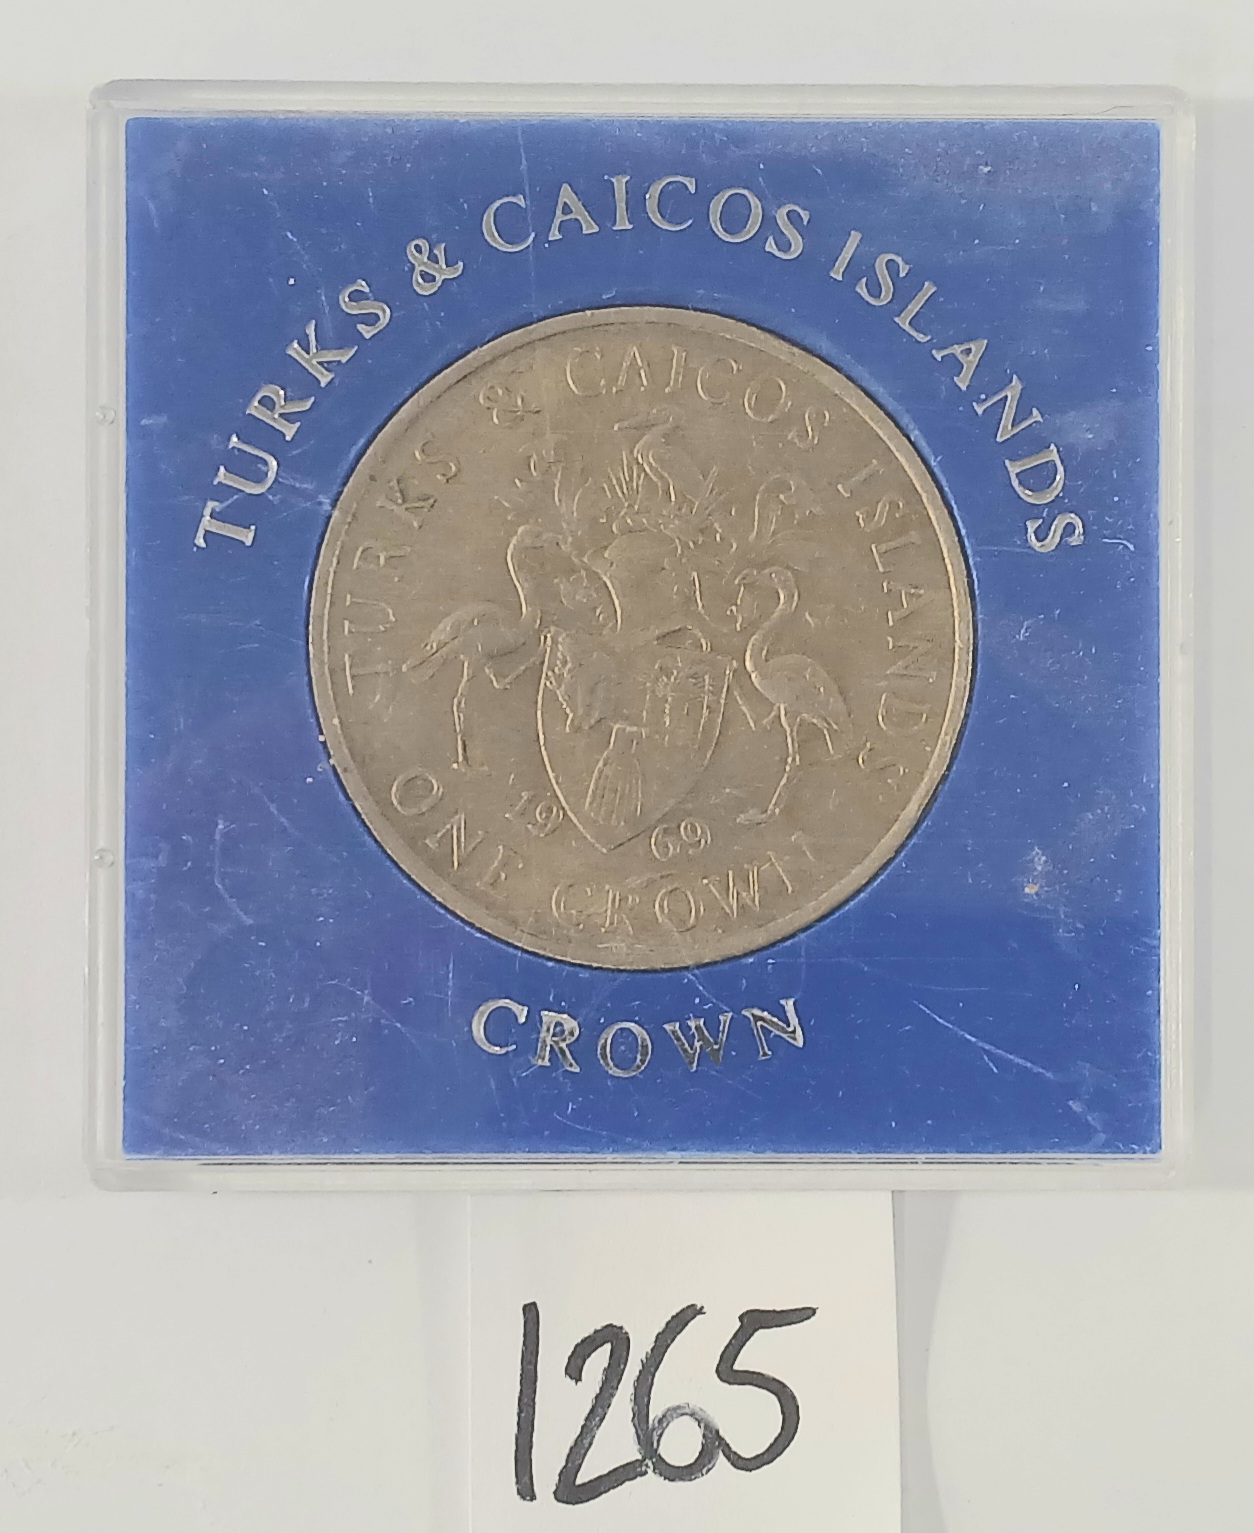 TURKS & CAICOS ISLANDS
TURKS & CAICOS ISLANDS
19 69
ONE CROWN
CROWN
1265